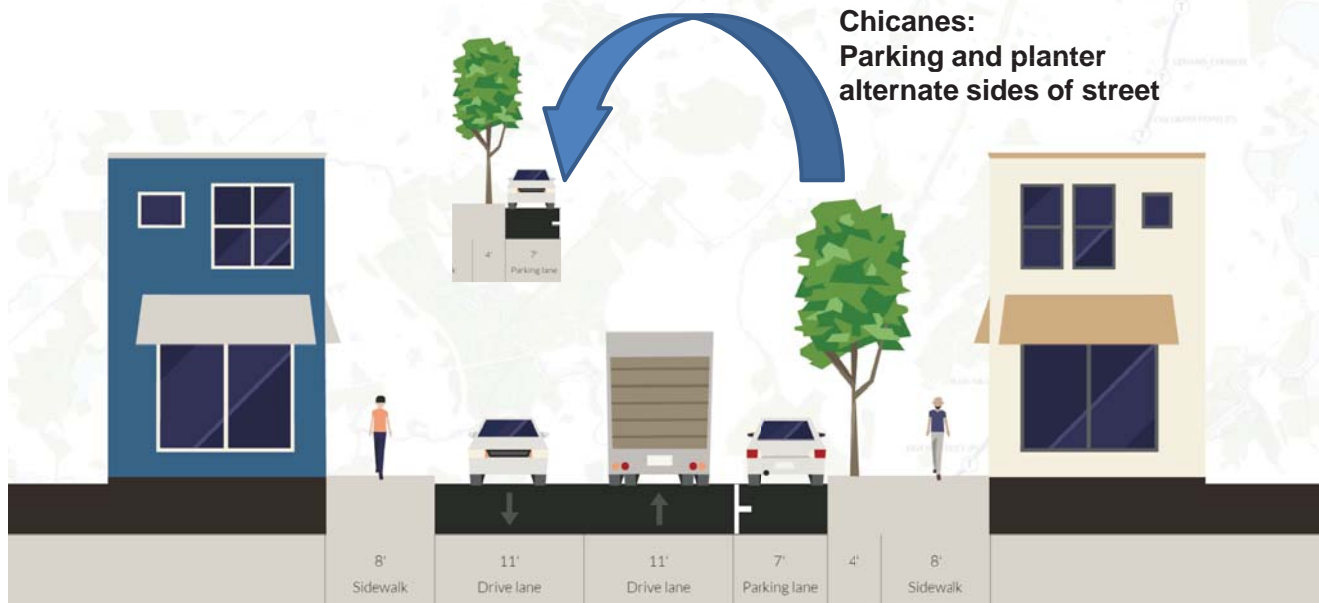 Chicanes:
Parking and planter
alternate sides of street
4'
7'
Parking lane
8'
11'
11'
7'
4'
8'
Sidewalk
Drive lane
Drive lane
Parking lane
Sidewalk